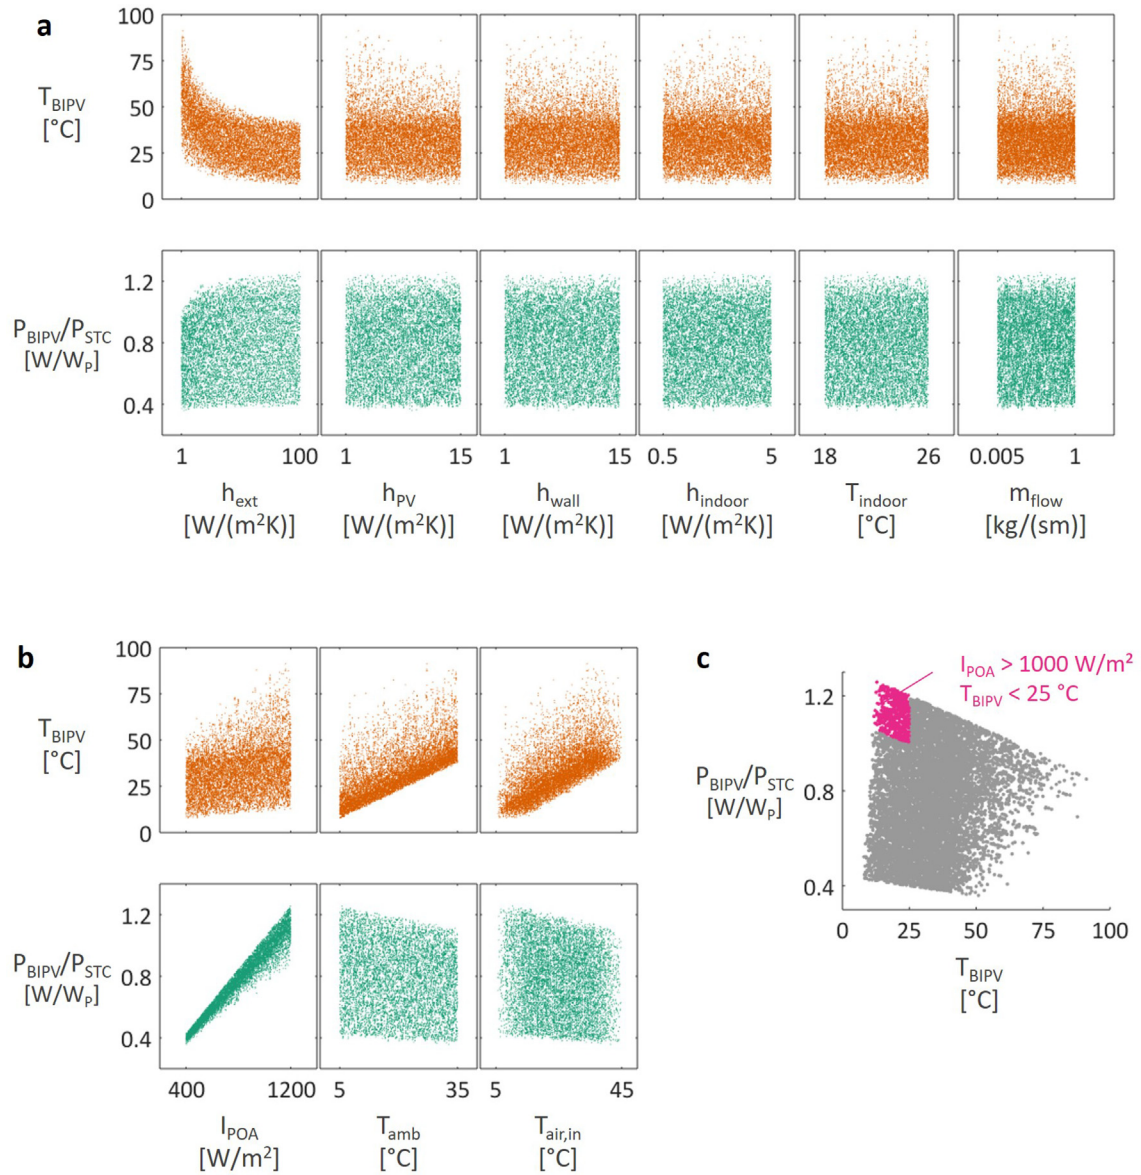 a
100
75
50
25
0
T_BIPV
[°C]
1.2
0.8
0.4
P_BIPV/P_STC
[W/W_P]
1 100 1 15 1 15 0.5 5 18 26 0.005 1
h_ext h_PV h_wall h_indoor T_indoor m_flow
[W/(m²K)] [W/(m²K)] [W/(m²K)] [W/(m²K)] [°C] [kg/(sm)]
b
100
75
50
25
0
T_BIPV
[°C]
1.2
0.8
0.4
P_BIPV/P_STC
[W/W_P]
400 1200 5 35 5 45
I_POA T_amb T_air,in
[W/m²] [°C] [°C]
c
I_POA > 1000 W/m²
T_BIPV < 25 °C
1.2
0.8
0.4
P_BIPV/P_STC
[W/W_P]
0 25 50 75 100
T_BIPV
[°C]